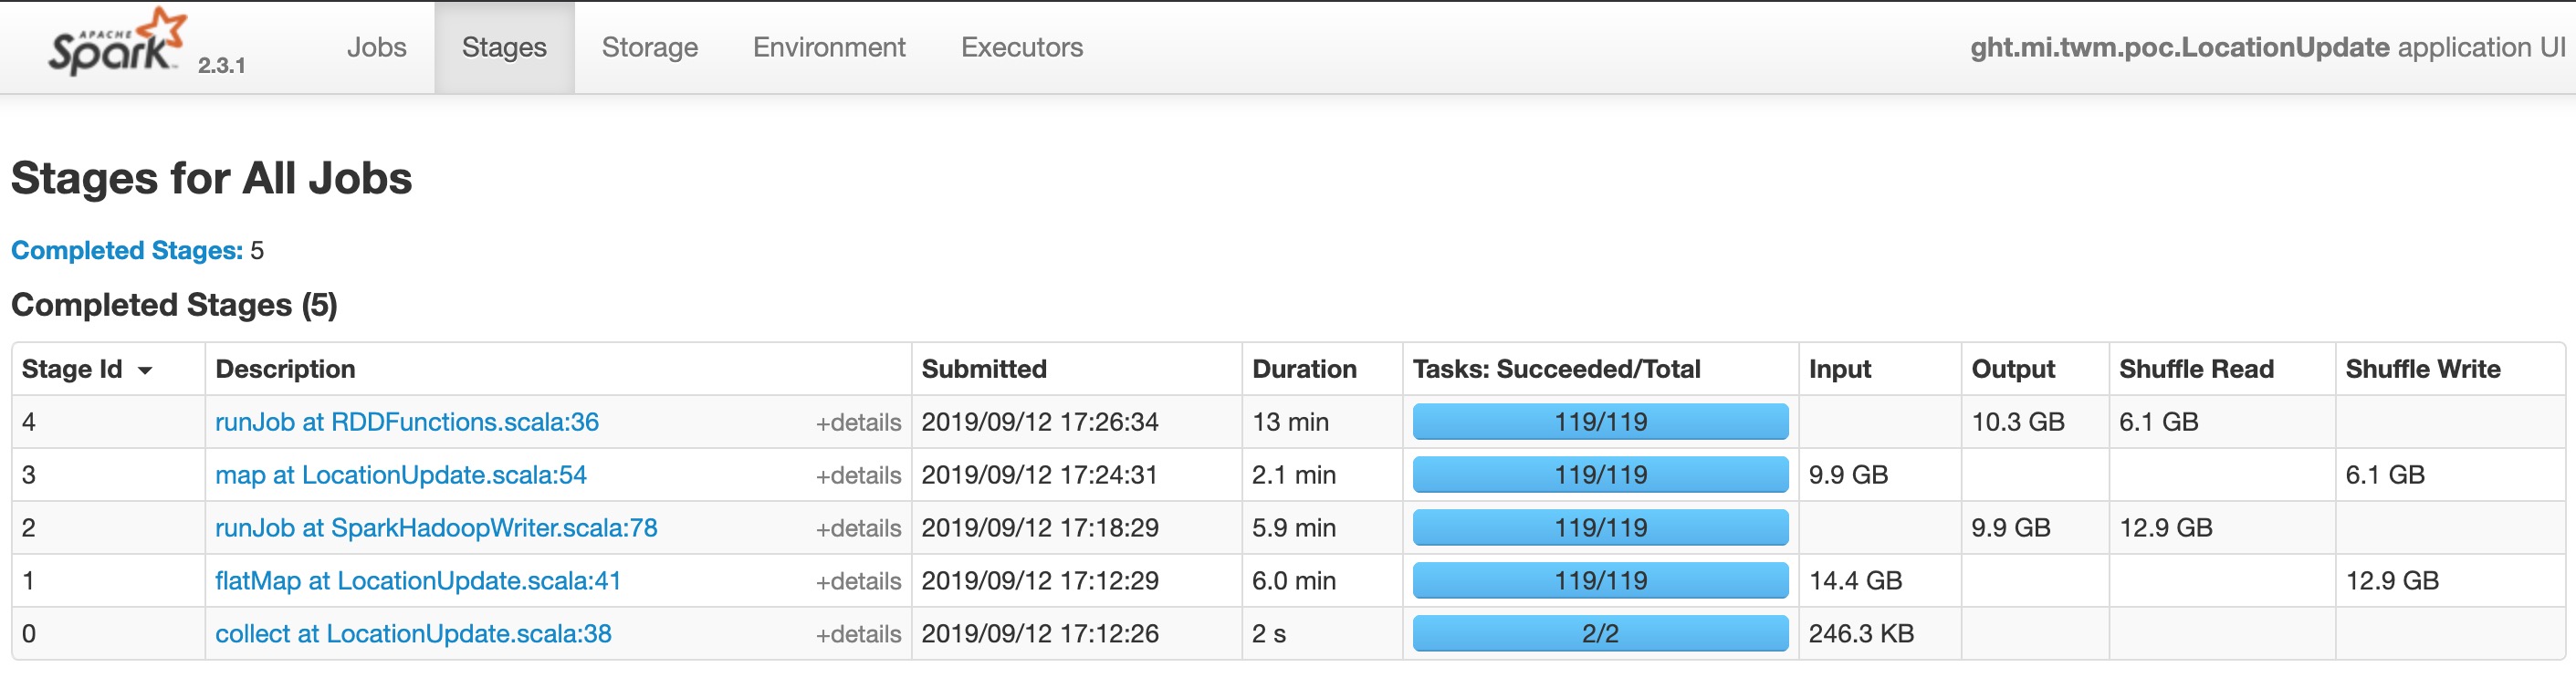 APACHE Spark 2.3.1 Jobs Stages Storage Environment Executors ght.mi.twm.poc.LocationUpdate application UI
Stages for All Jobs
Completed Stages: 5
Completed Stages (5)
Stage Id Description Submitted Duration Tasks: Succeeded/Total Input Output Shuffle Read Shuffle Write
4 runJob at RDDFunctions.scala:36 +details 2019/09/12 17:26:34 13 min 119/119 10.3 GB 6.1 GB
3 map at LocationUpdate.scala:54 +details 2019/09/12 17:24:31 2.1 min 119/119 9.9 GB 6.1 GB
2 runJob at SparkHadoopWriter.scala:78 +details 2019/09/12 17:18:29 5.9 min 119/119 9.9 GB 12.9 GB
1 flatMap at LocationUpdate.scala:41 +details 2019/09/12 17:12:29 6.0 min 119/119 14.4 GB 12.9 GB
0 collect at LocationUpdate.scala:38 +details 2019/09/12 17:12:26 2 s 2/2 246.3 KB